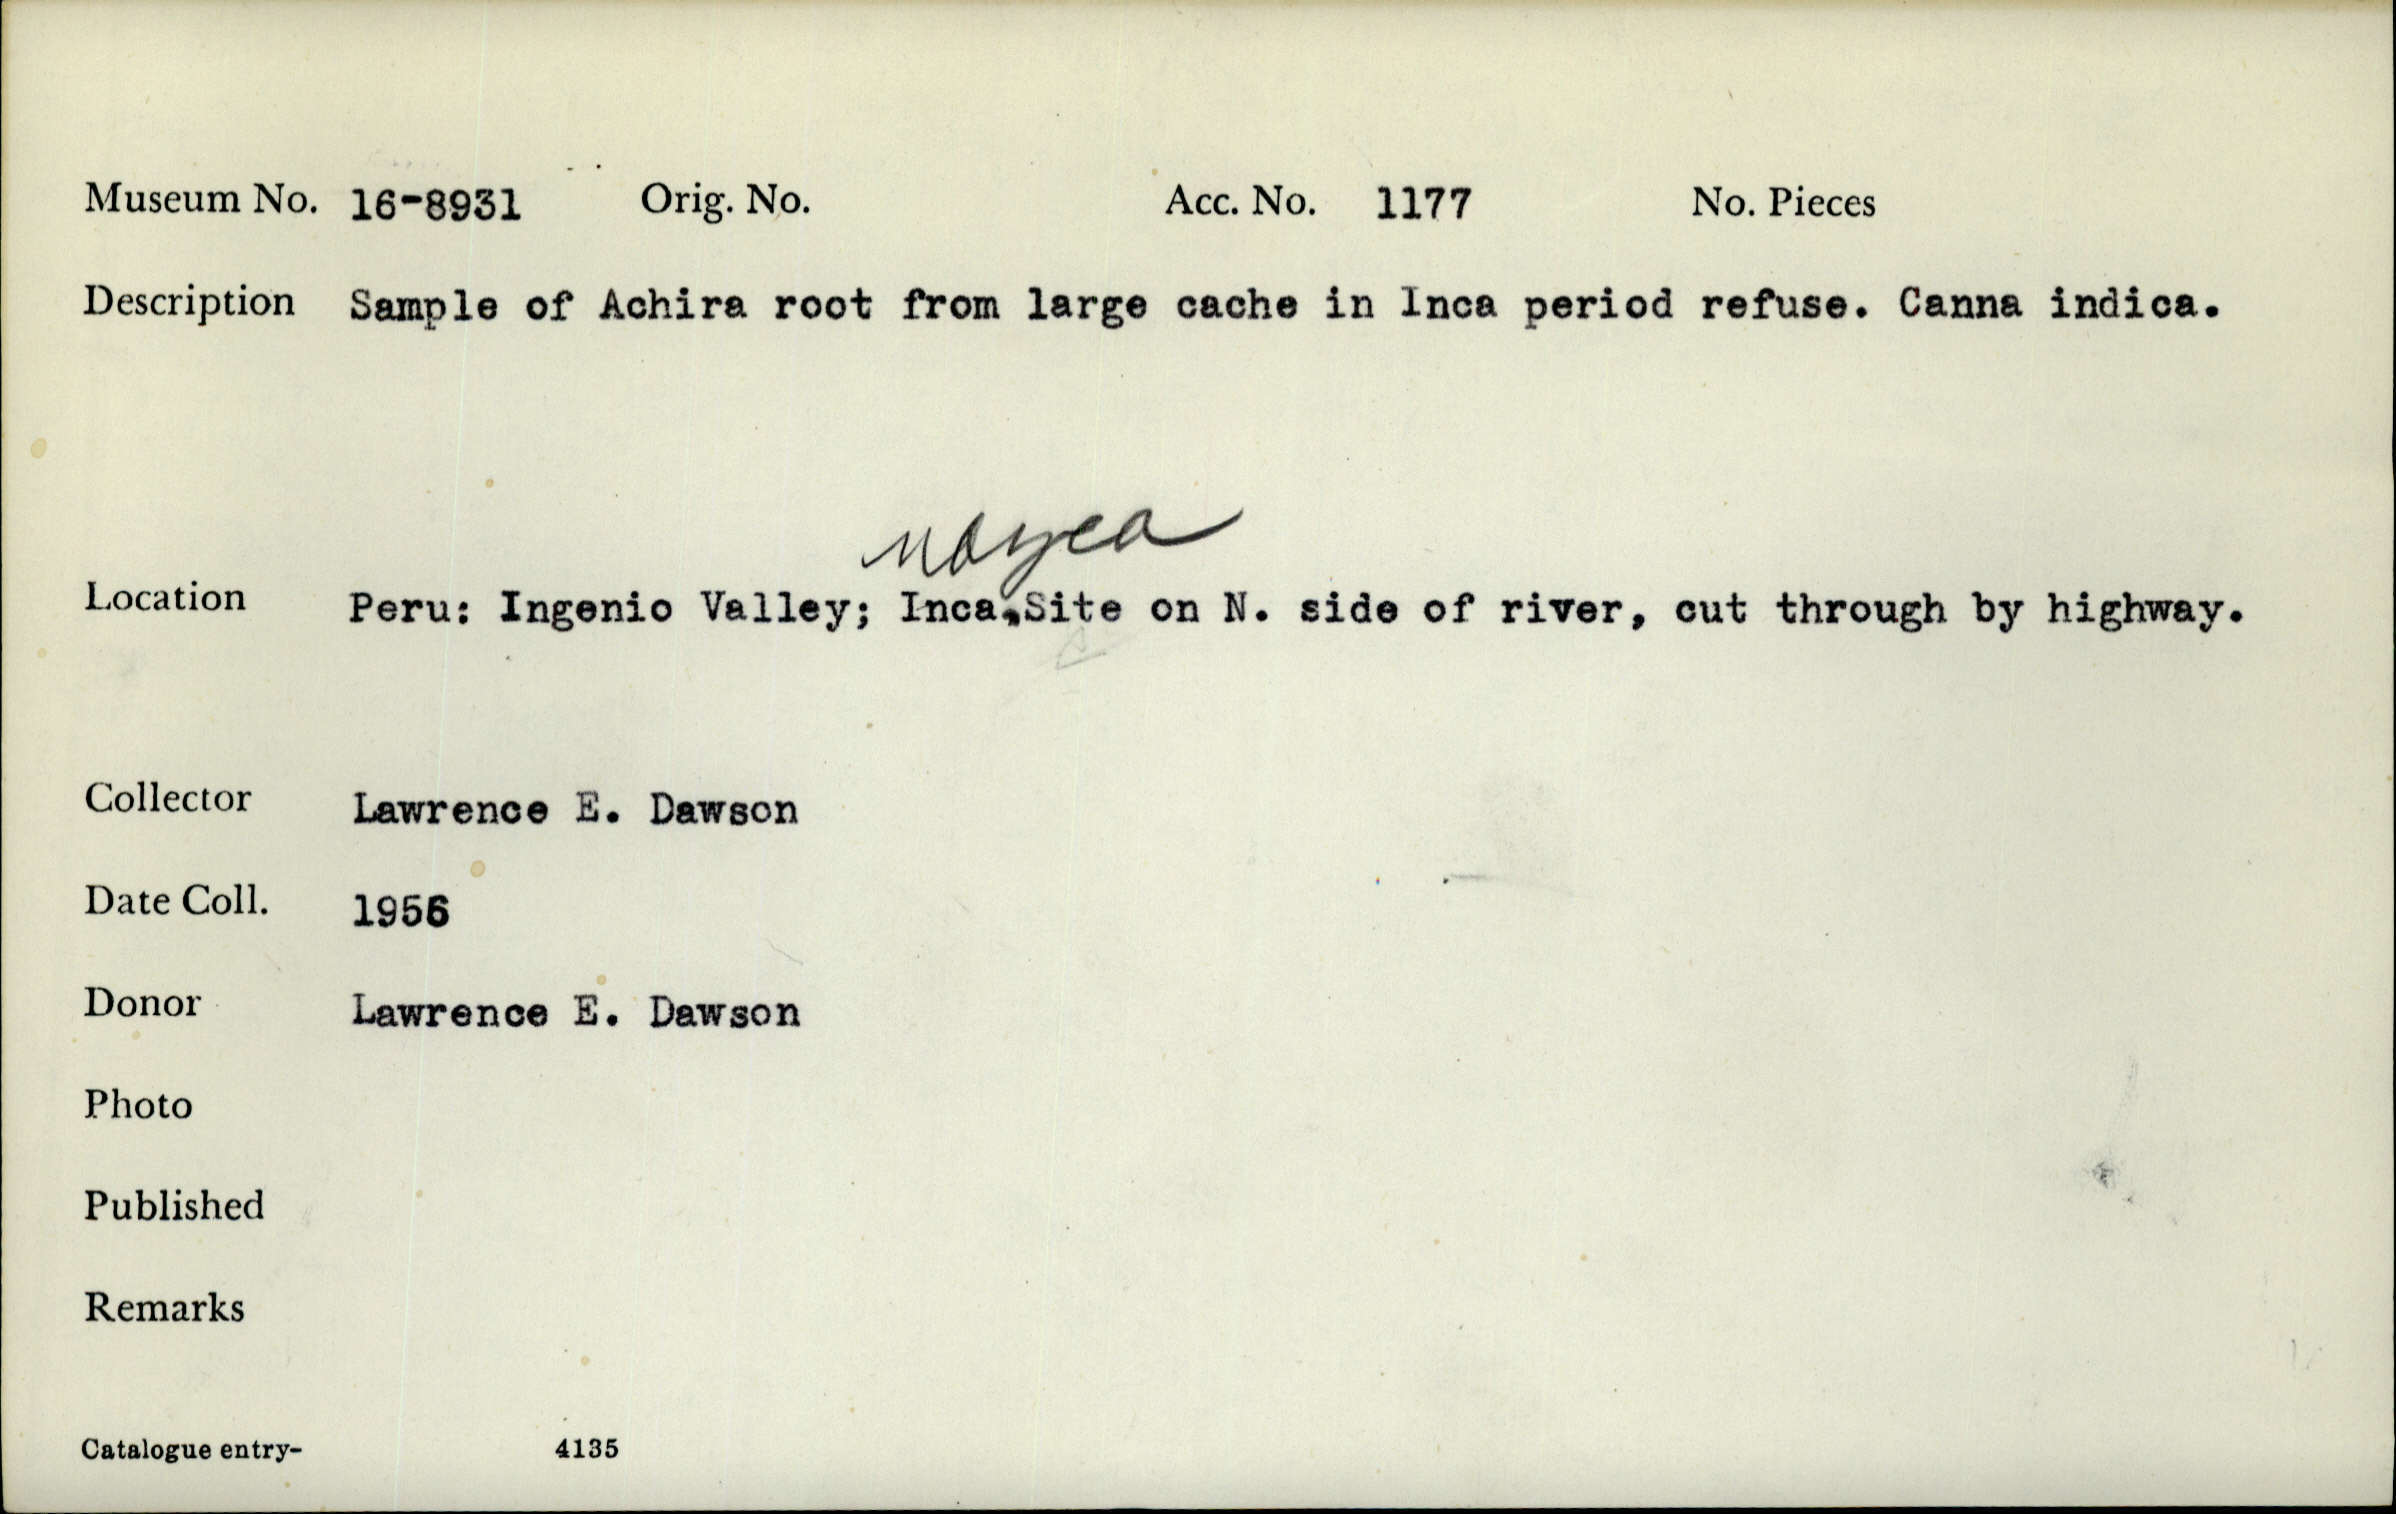 Museum No. 16-8931 Orig. No. Acc. No. 1177 No. Pieces
Description Sample of Achira root from large cache in Inca period refuse. Canna indica.
Location Peru: Ingenio Valley; Inca, Site on N. side of river, cut through by highway.
Collector Lawrence E. Dawson
Date Coll. 1956
Donor Lawrence E. Dawson
Photo
Published
Remarks
Catalogue entry- 4135